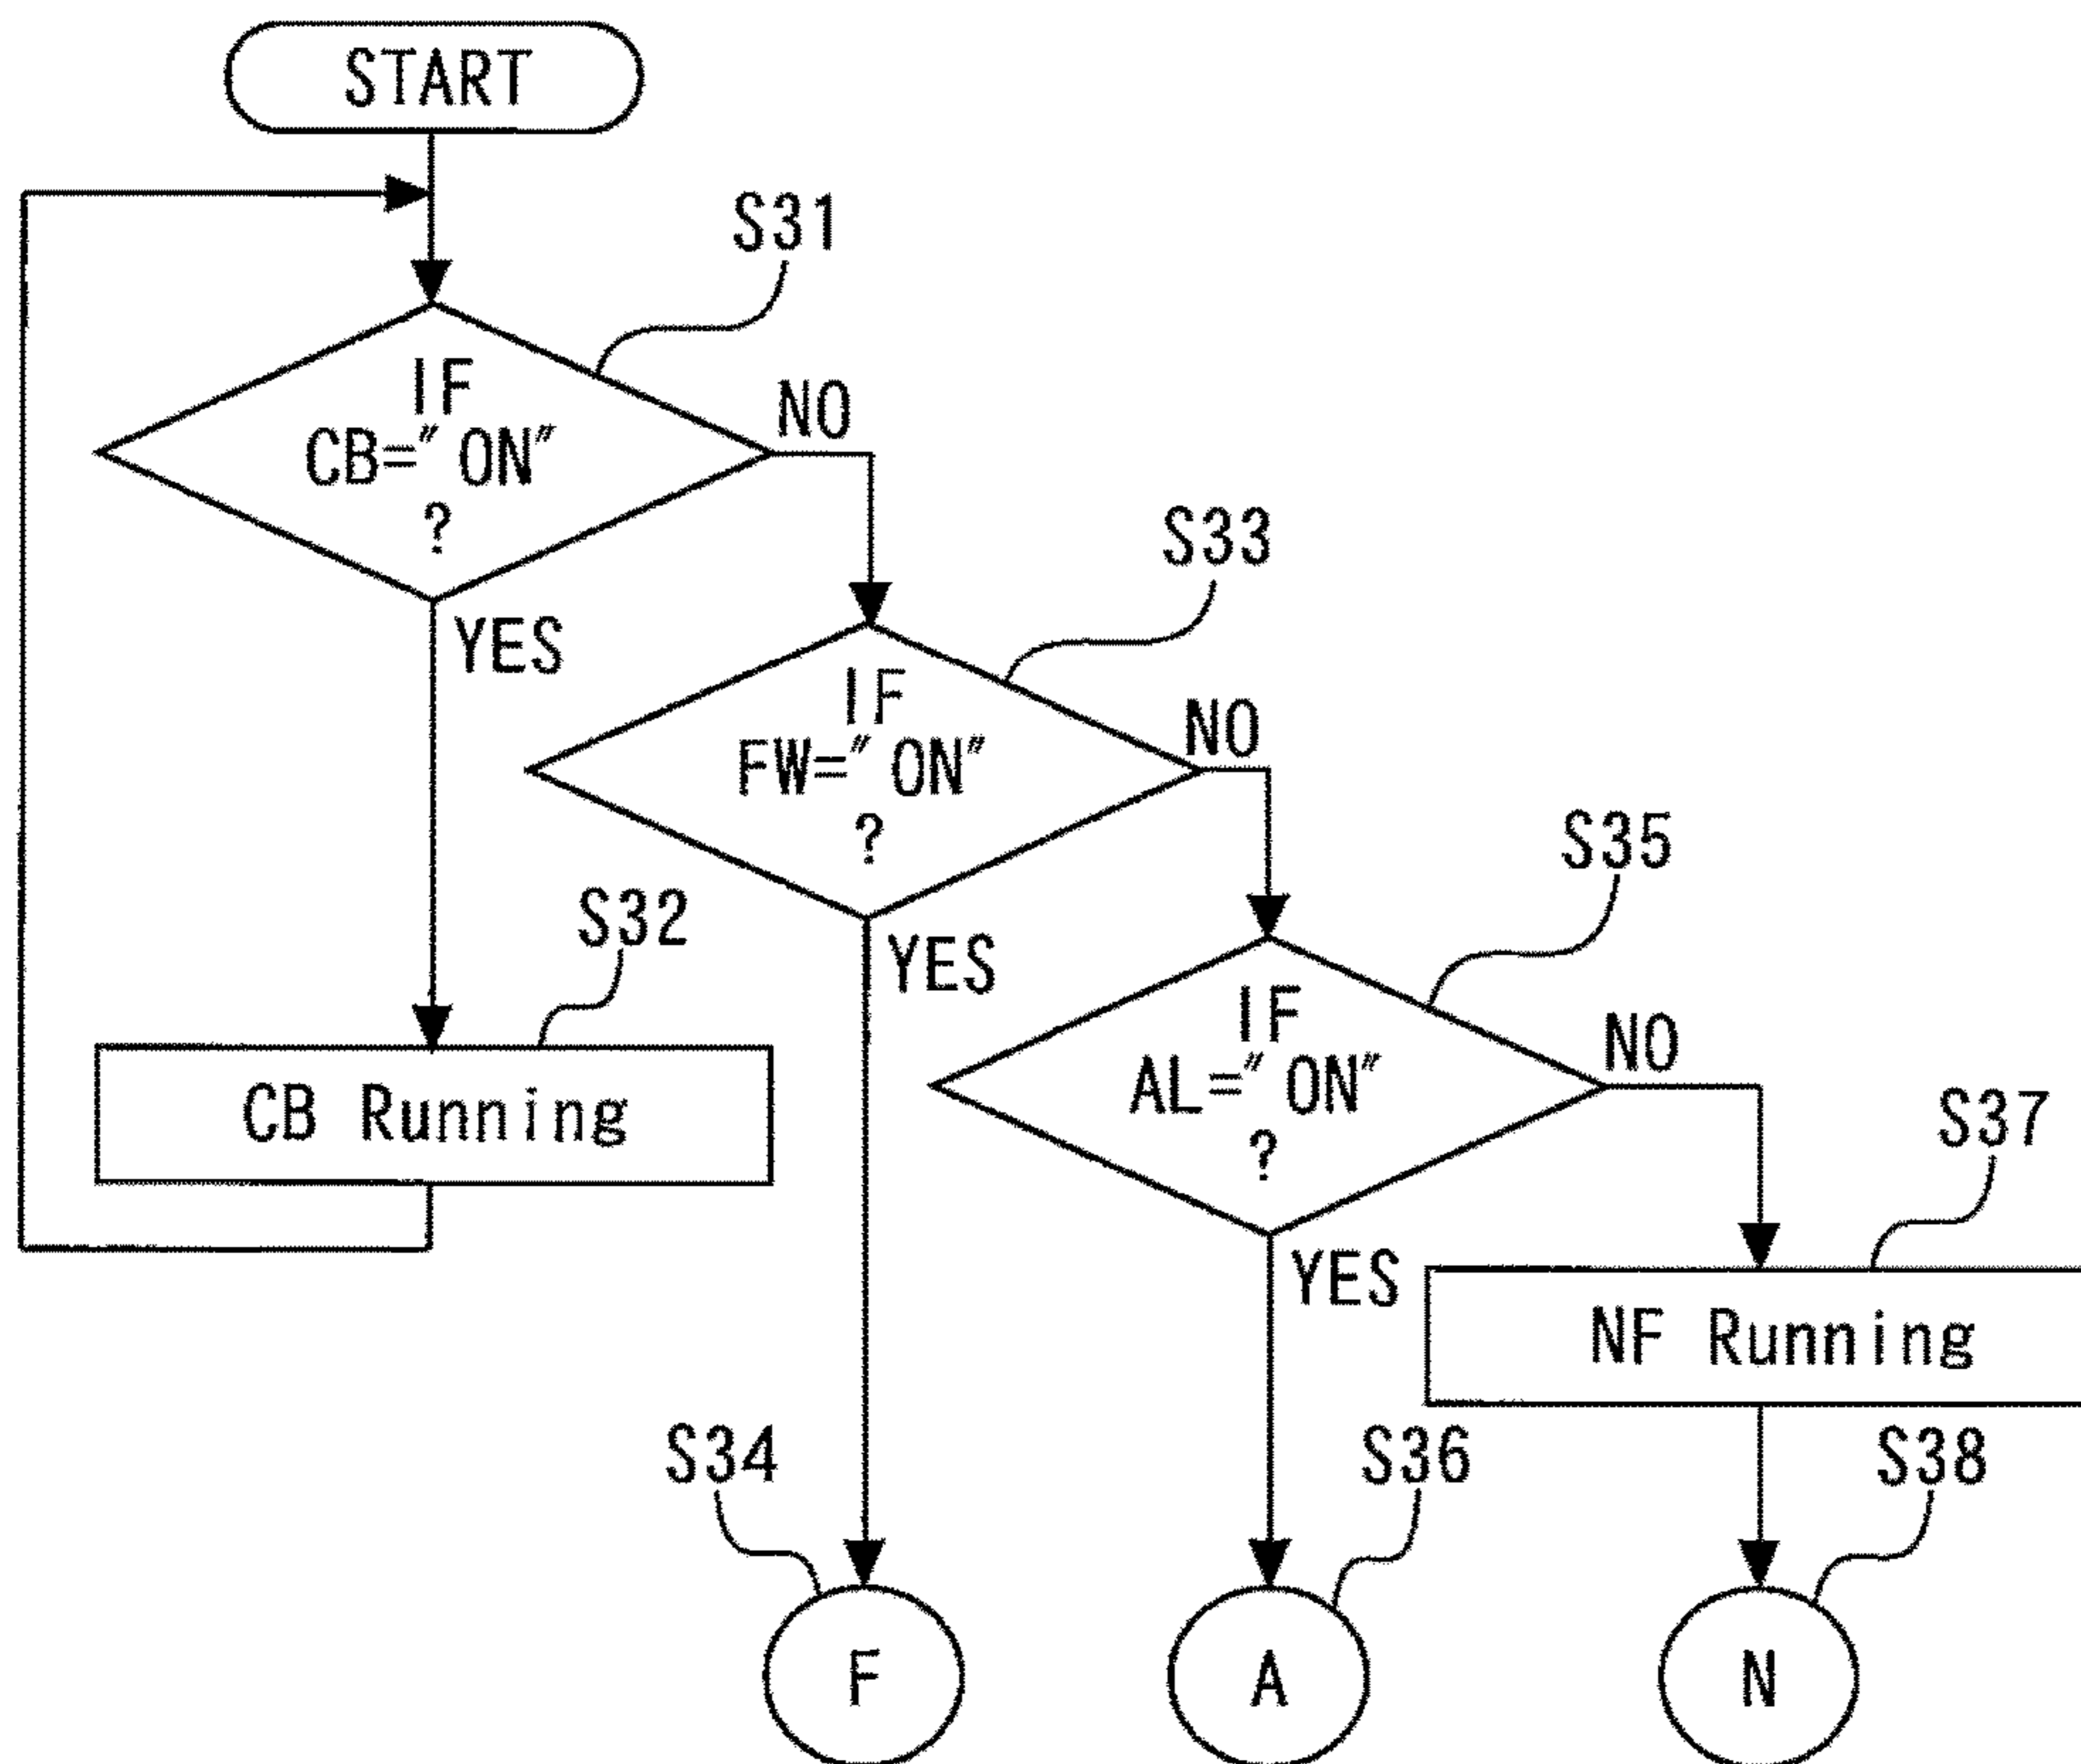 START
S31
IF
CB="ON"
?
NO
YES
S33
IF
FW="ON"
?
NO
YES
S32
CB Running
S35
IF
AL="ON"
?
NO
YES
S37
NF Running
S34
S36
S38
F
A
N